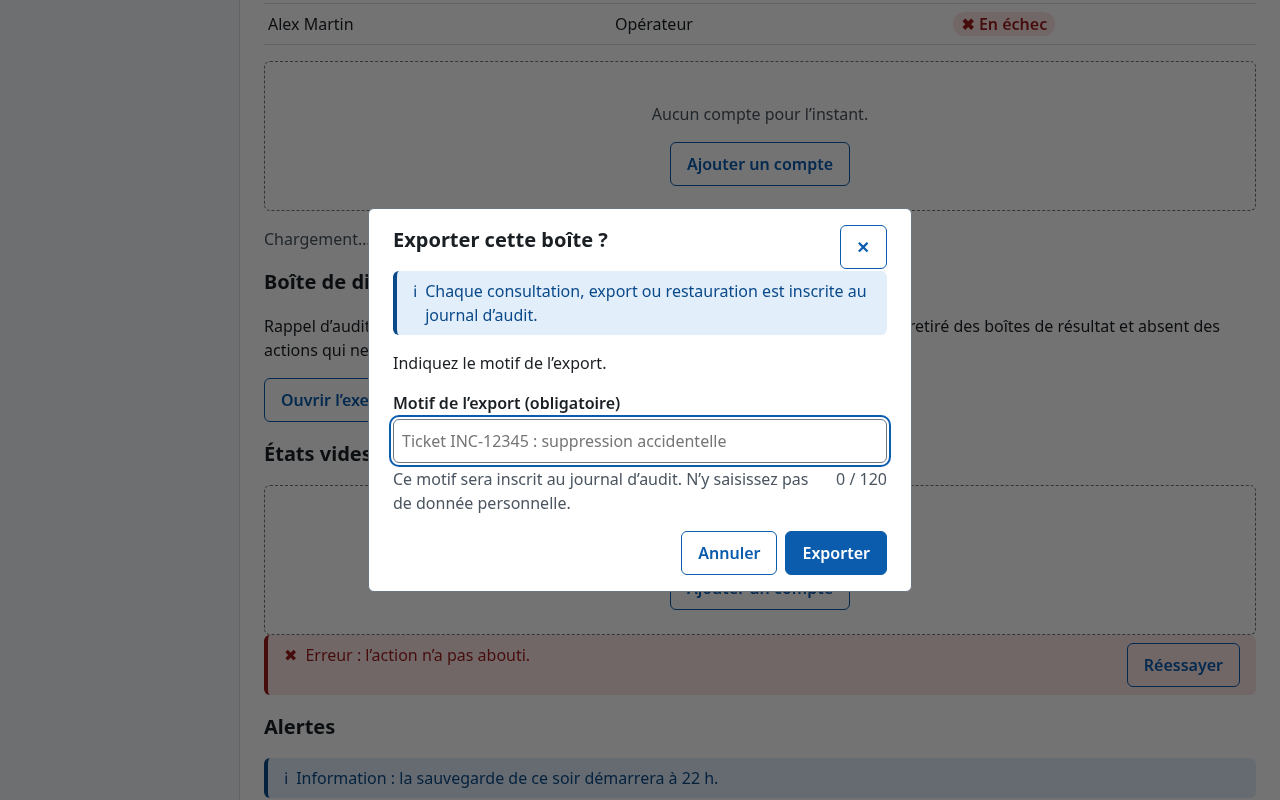 Alex Martin Opérateur ✖ En échec
Aucun compte pour l’instant.
Ajouter un compte
Chargement…
Exporter cette boîte ?
×
i Chaque consultation, export ou restauration est inscrite au
journal d’audit.
Indiquez le motif de l’export.
Motif de l’export (obligatoire)
Ticket INC-12345 : suppression accidentelle
Ce motif sera inscrit au journal d’audit. N’y saisissez pas
de donnée personnelle.
0 / 120
Annuler
Exporter
Boîte de
Rappel d’audit retiré des boîtes de résultat et absent des
actions qui
Ouvrir
États vides
Ajouter un compte
✖ Erreur : l’action n’a pas abouti.
Réessayer
Alertes
i Information : la sauvegarde de ce soir démarrera à 22 h.